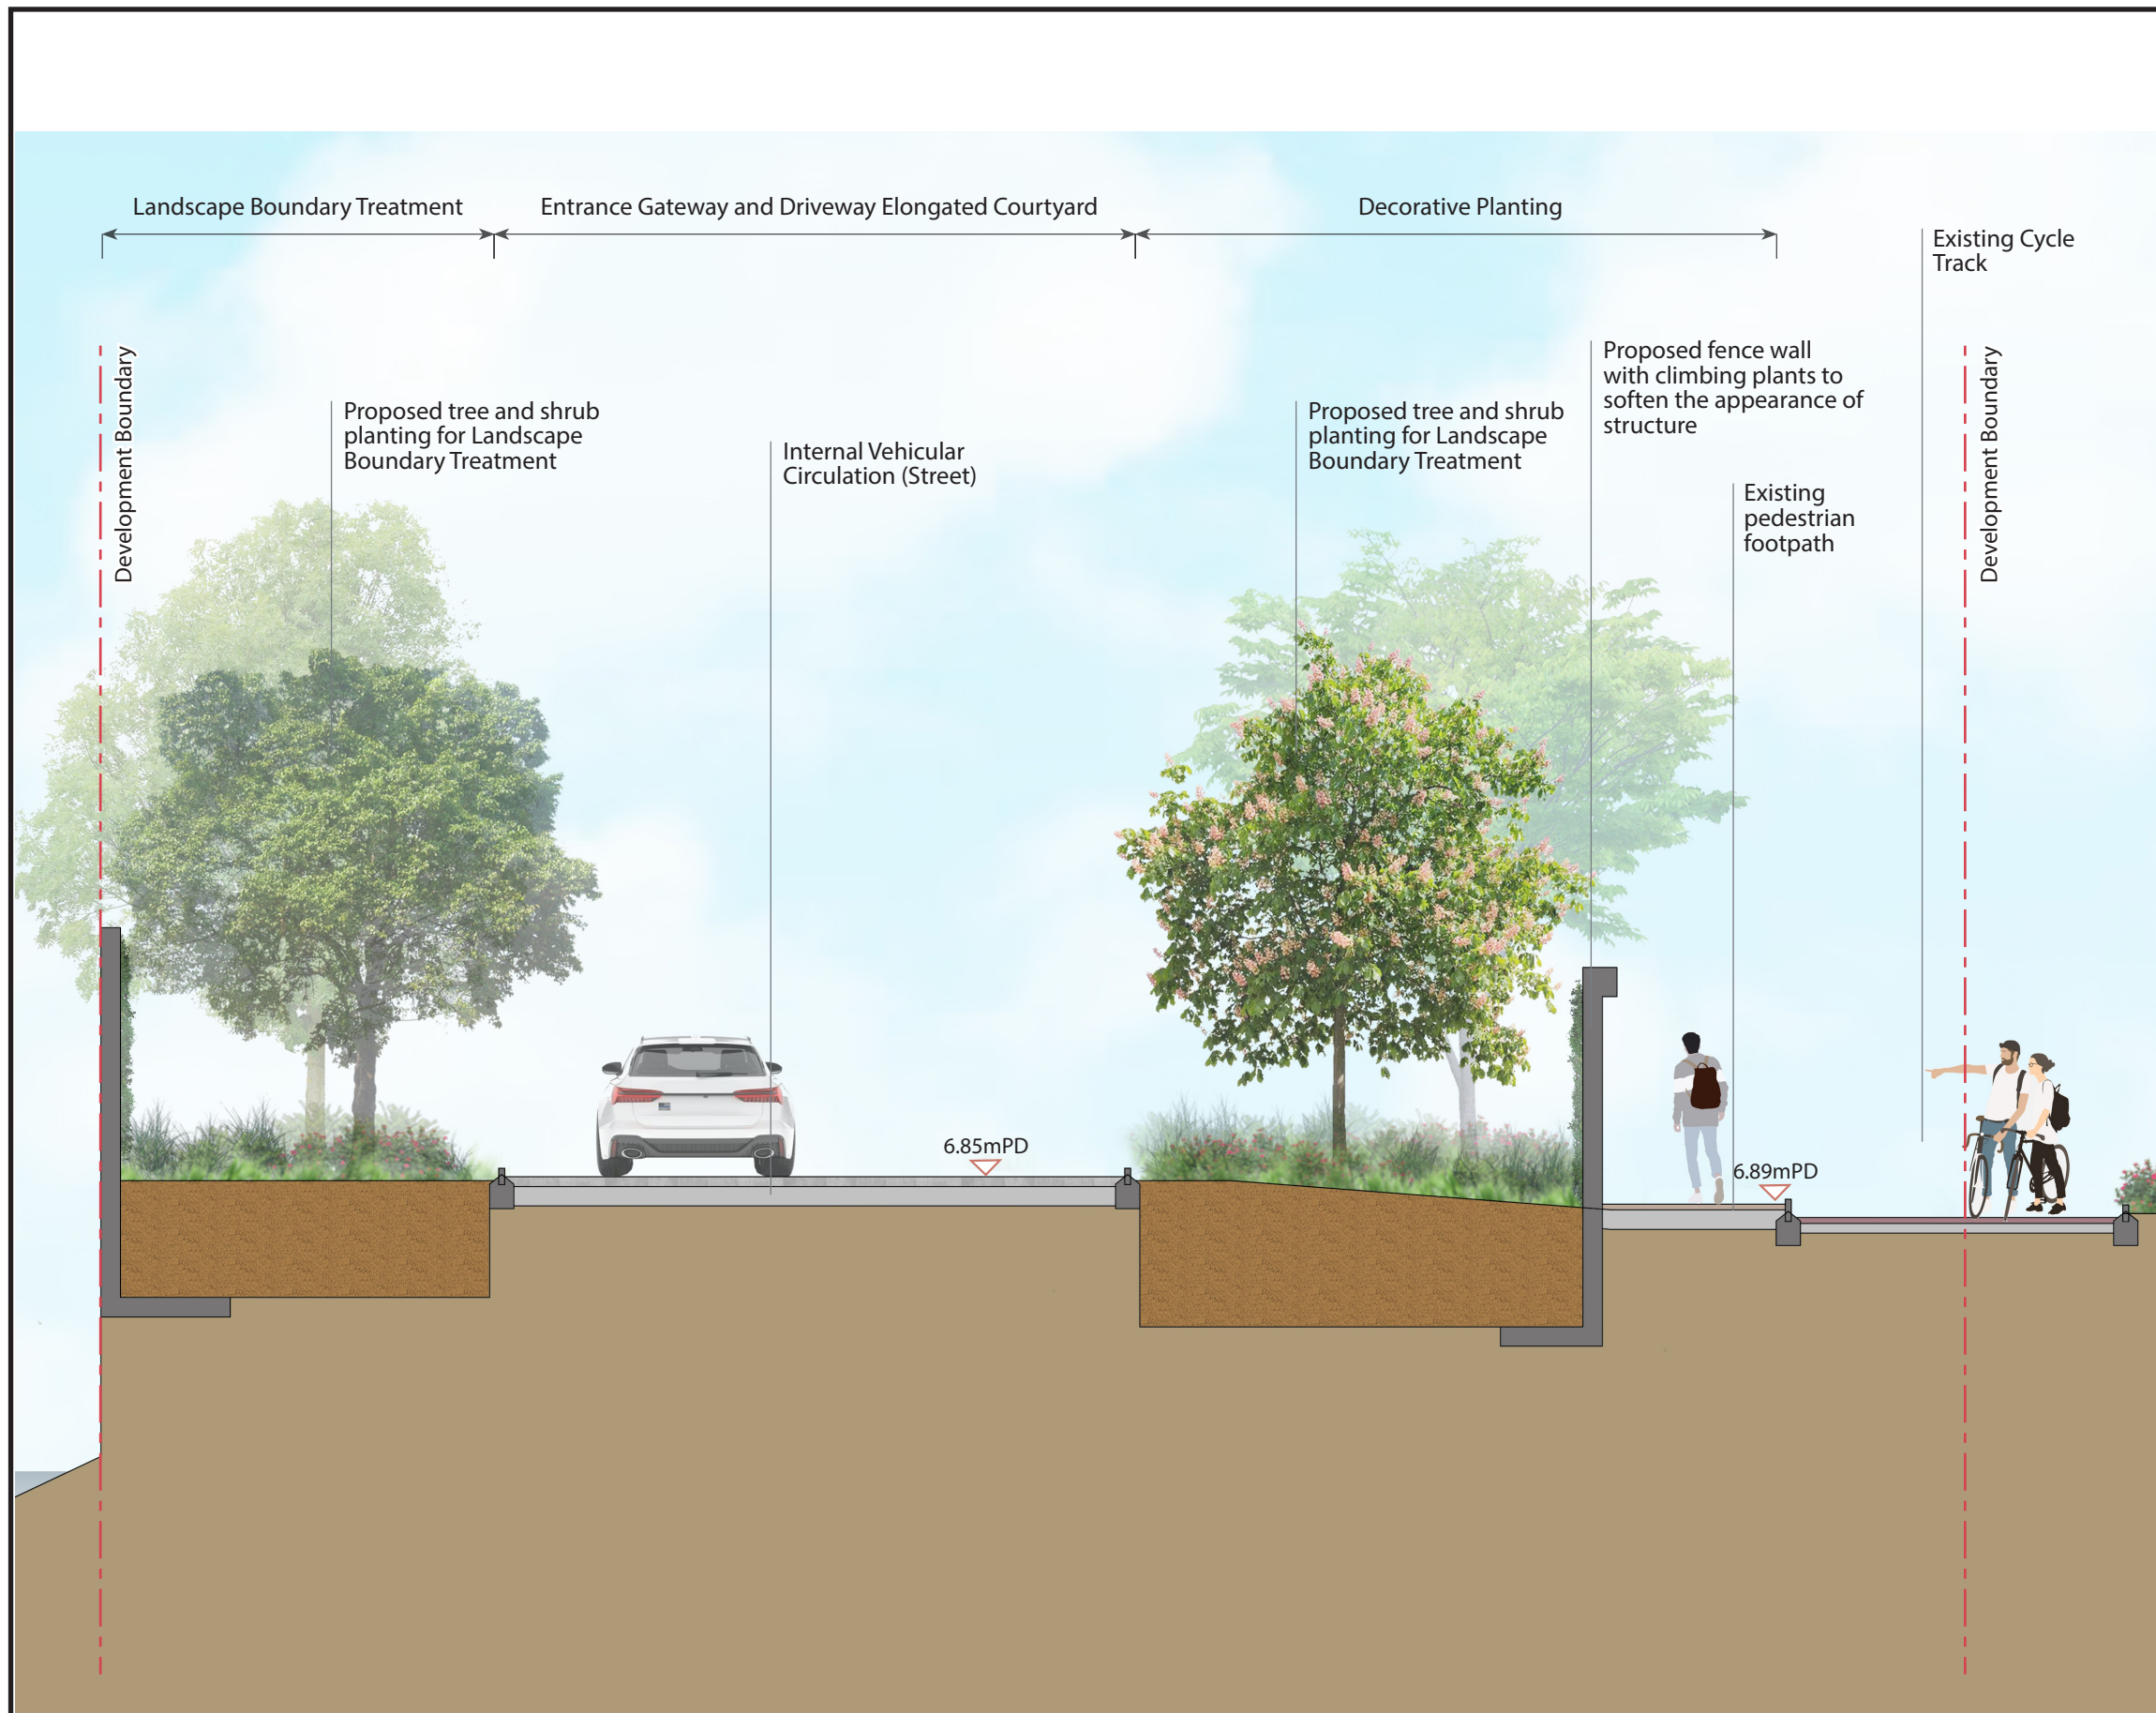 Landscape Boundary Treatment
Entrance Gateway and Driveway Elongated Courtyard
Decorative Planting
Existing Cycle
Track
Development Boundary
Proposed tree and shrub
planting for Landscape
Boundary Treatment
Internal Vehicular
Circulation (Street)
Proposed tree and shrub
planting for Landscape
Boundary Treatment
Proposed fence wall
with climbing plants to
soften the appearance of
structure
Existing
pedestrian
footpath
Development Boundary
6.85mPD
6.89mPD